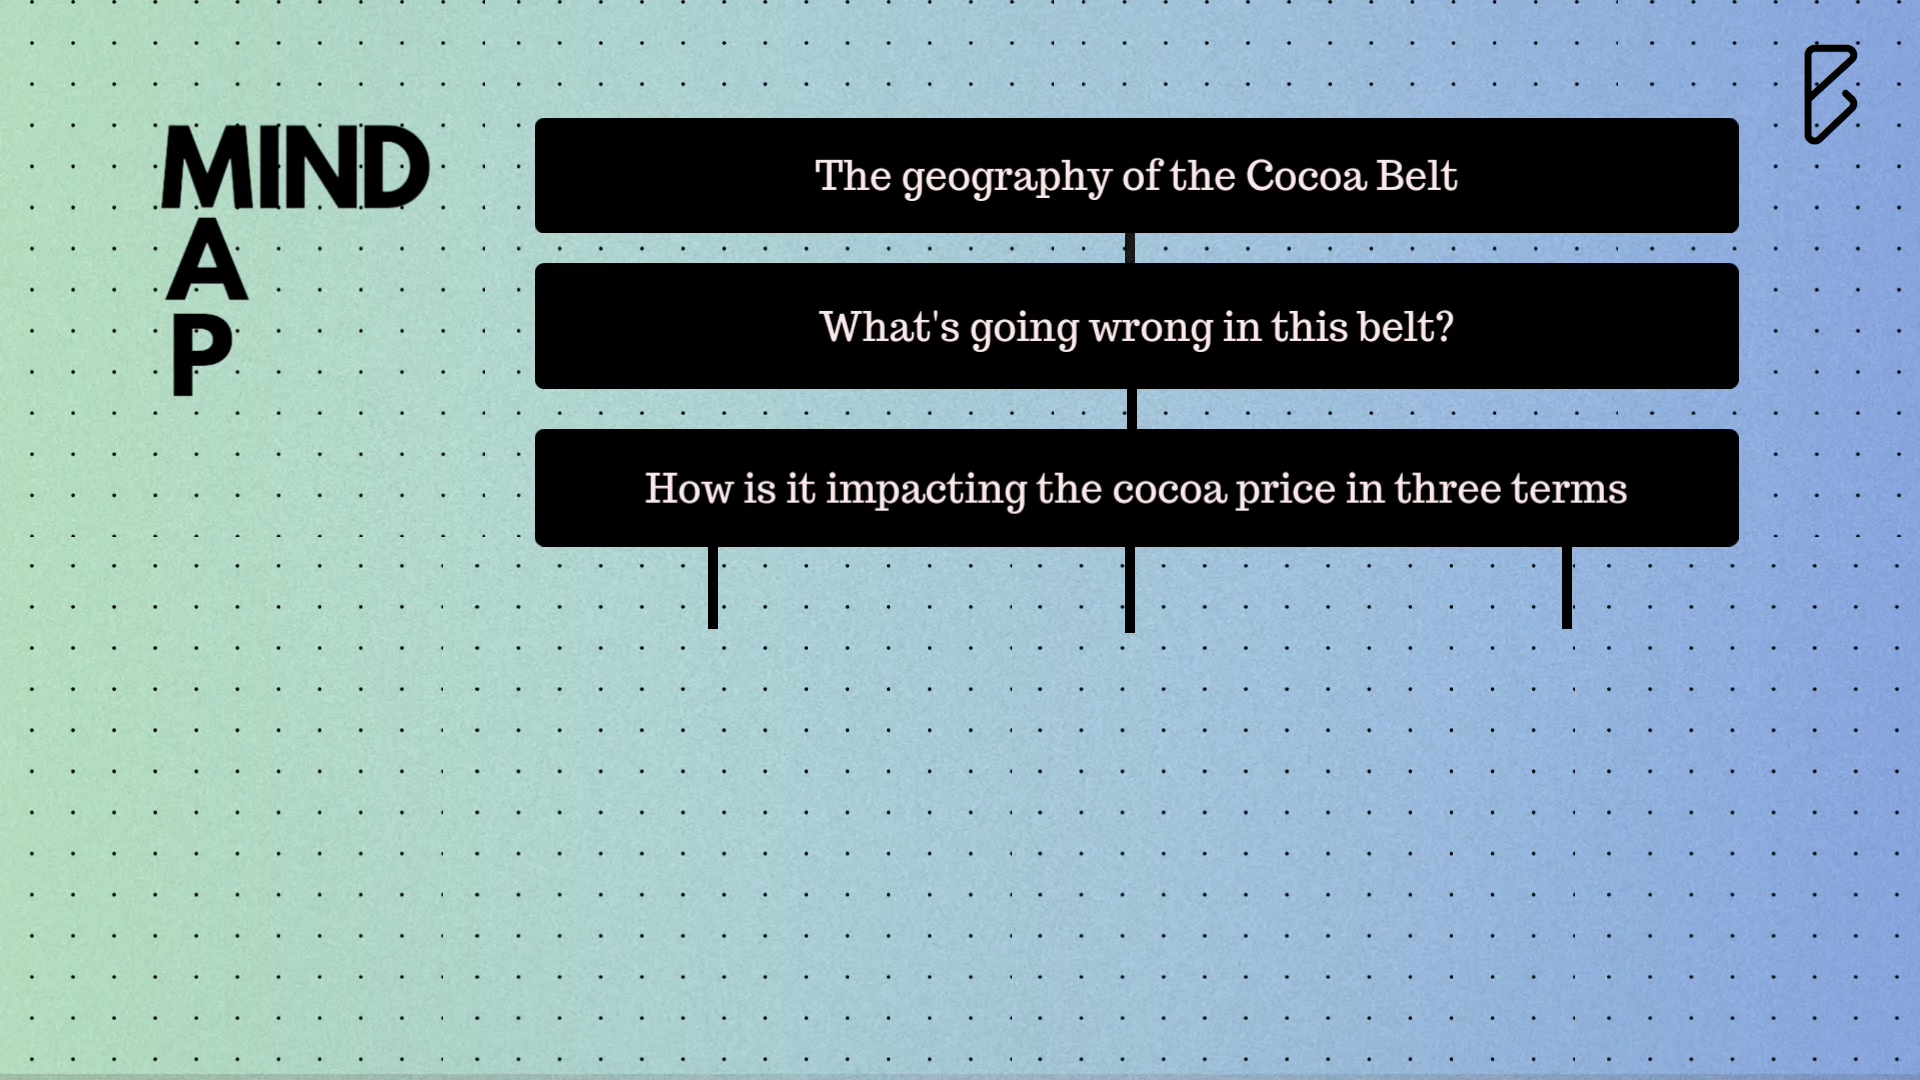 MIND
A
P
The geography of the Cocoa Belt
What's going wrong in this belt?
How is it impacting the cocoa price in three terms